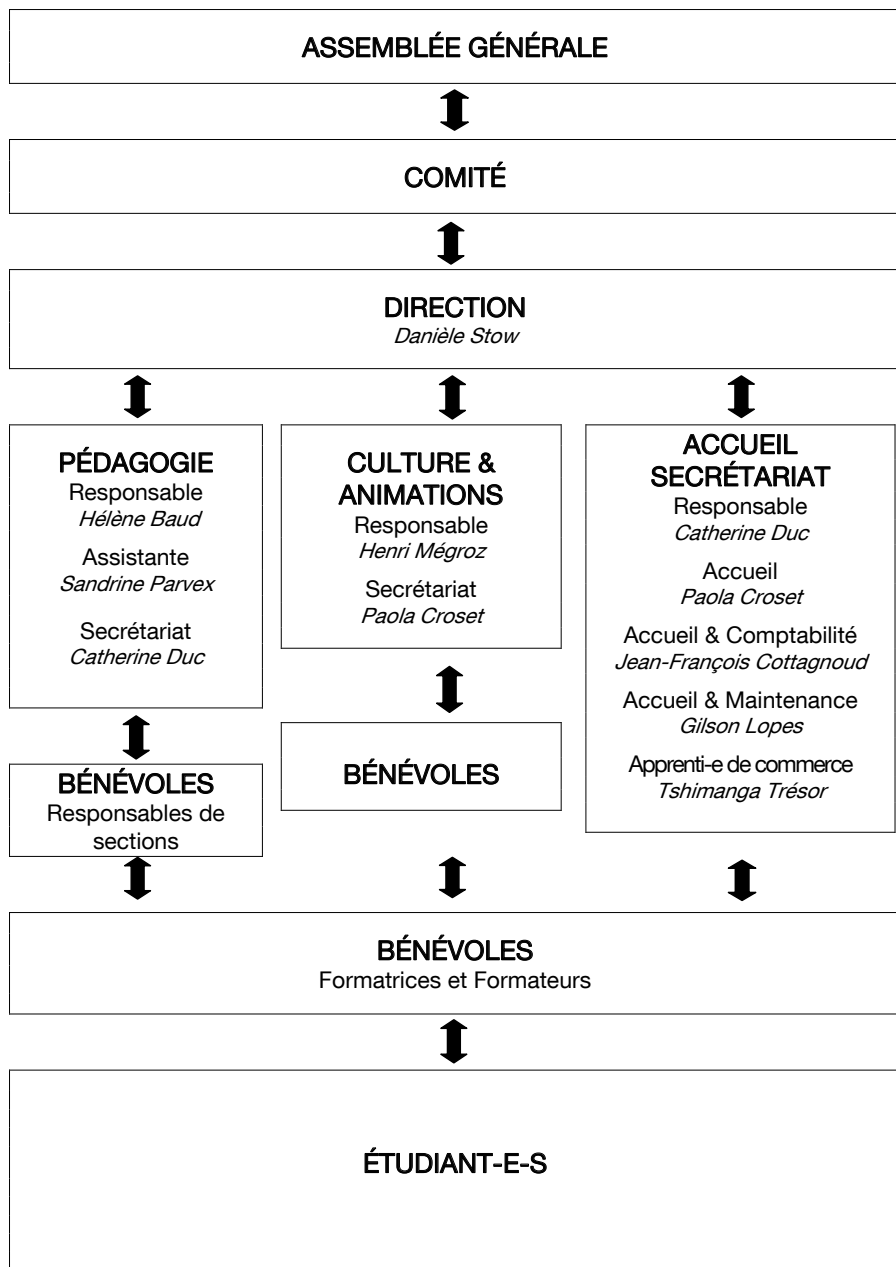 ASSEMBLÉE GÉNÉRALE
COMITÉ
DIRECTION
Danièle Stow
PÉDAGOGIE
Responsable
Hélène Baud
Assistante
Sandrine Parvex
Secrétariat
Catherine Duc
CULTURE &
ANIMATIONS
Responsable
Henri Mégroz
Secrétariat
Paola Croset
ACCUEIL
SECRÉTARIAT
Responsable
Catherine Duc
Accueil
Paola Croset
Accueil & Comptabilité
Jean-François Cottagnoud
Accueil & Maintenance
Gilson Lopes
Apprenti-e de commerce
Tshimanga Trésor
BÉNÉVOLES
Responsables de
sections
BÉNÉVOLES
BÉNÉVOLES
Formatrices et Formateurs
ÉTUDIANT-E-S